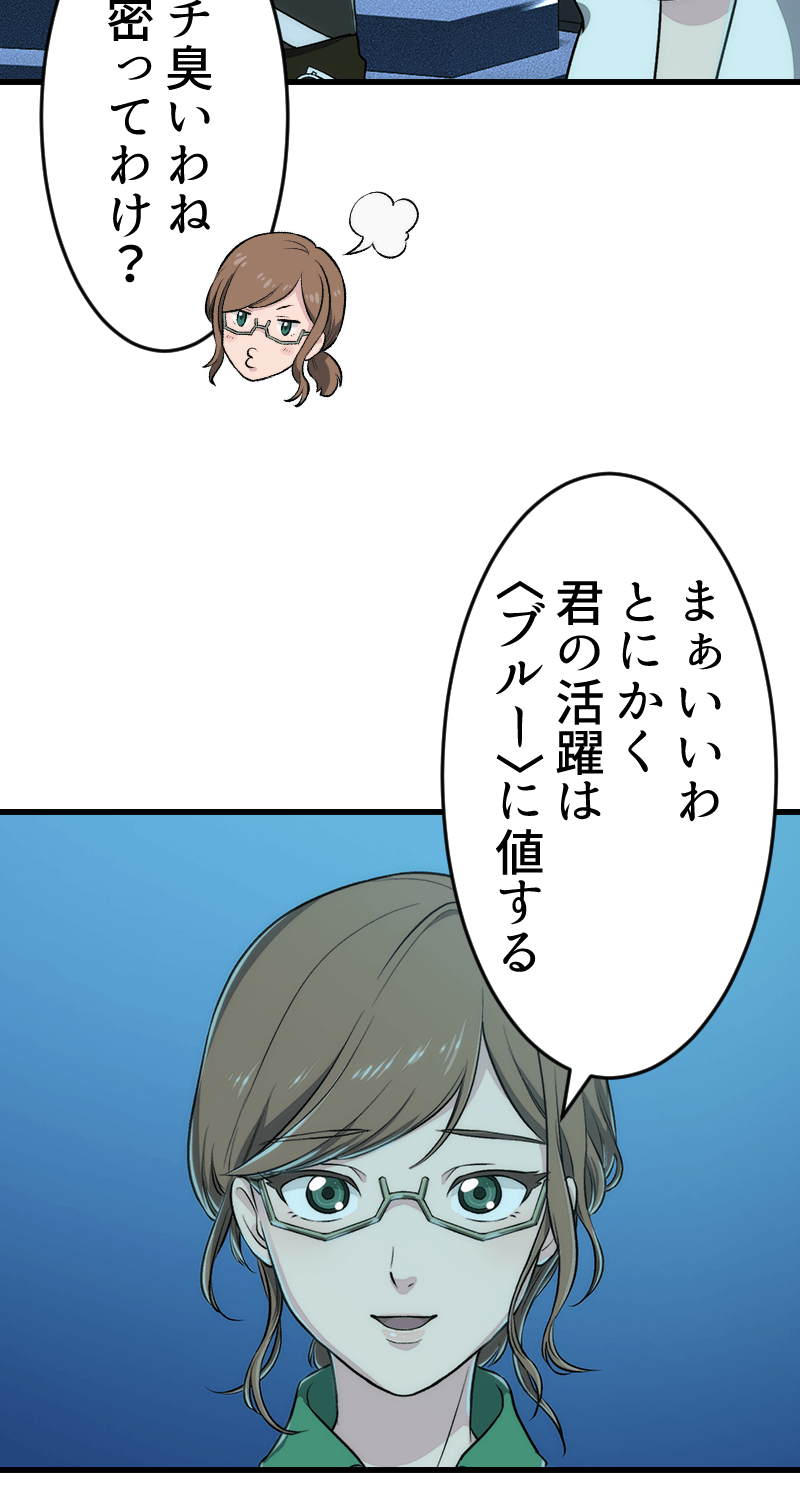 チ臭いわね
密ってわけ？
まぁいいわ
とにかく
君の活躍は
〈ブルー〉に値する